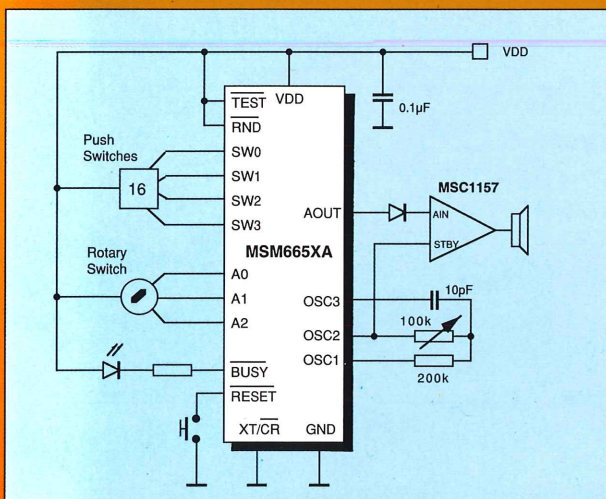 VDD
TEST
VDD
RND
0.1µF
Push
Switches
SW0
16
SW1
SW2
SW3
MSC1157
AOUT
AIN
MSM665XA
STBY
Rotary
Switch
A0
A1
A2
OSC3
10pF
OSC2
100k
OSC1
200k
BUSY
RESET
XT/CR
GND